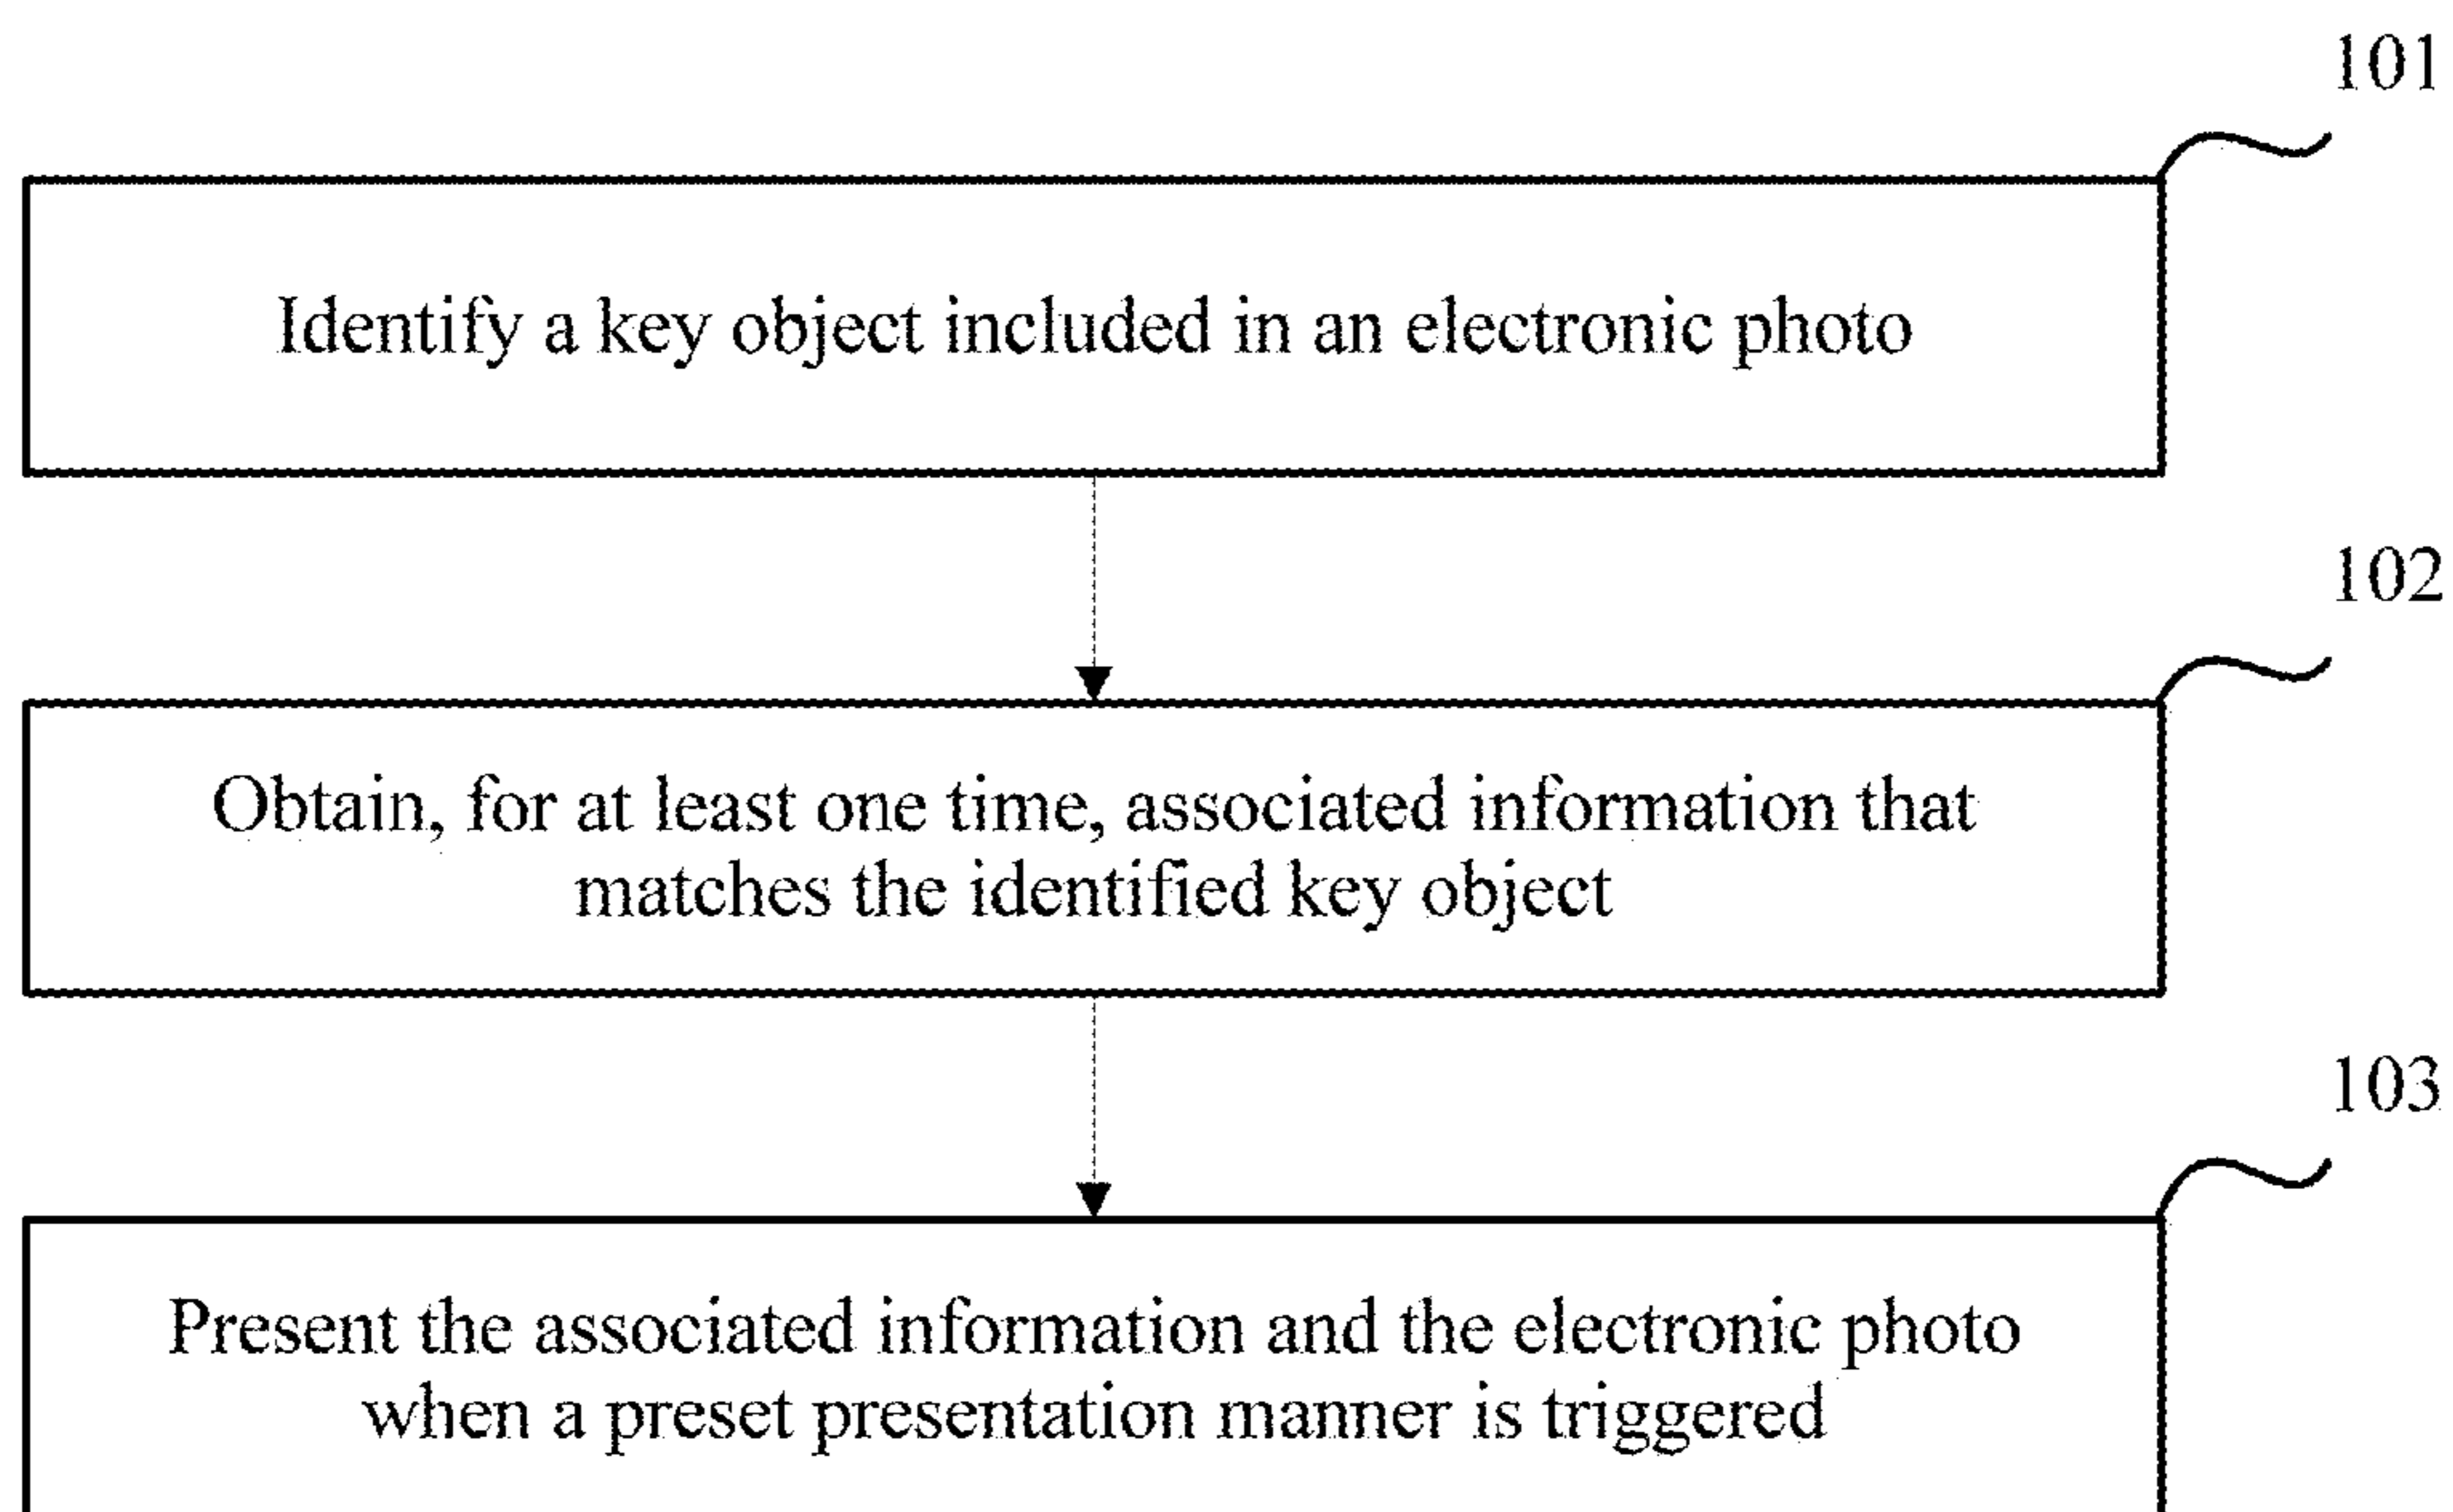 101
Identify a key object included in an electronic photo
102
Obtain, for at least one time, associated information that
matches the identified key object
103
Present the associated information and the electronic photo
when a preset presentation manner is triggered